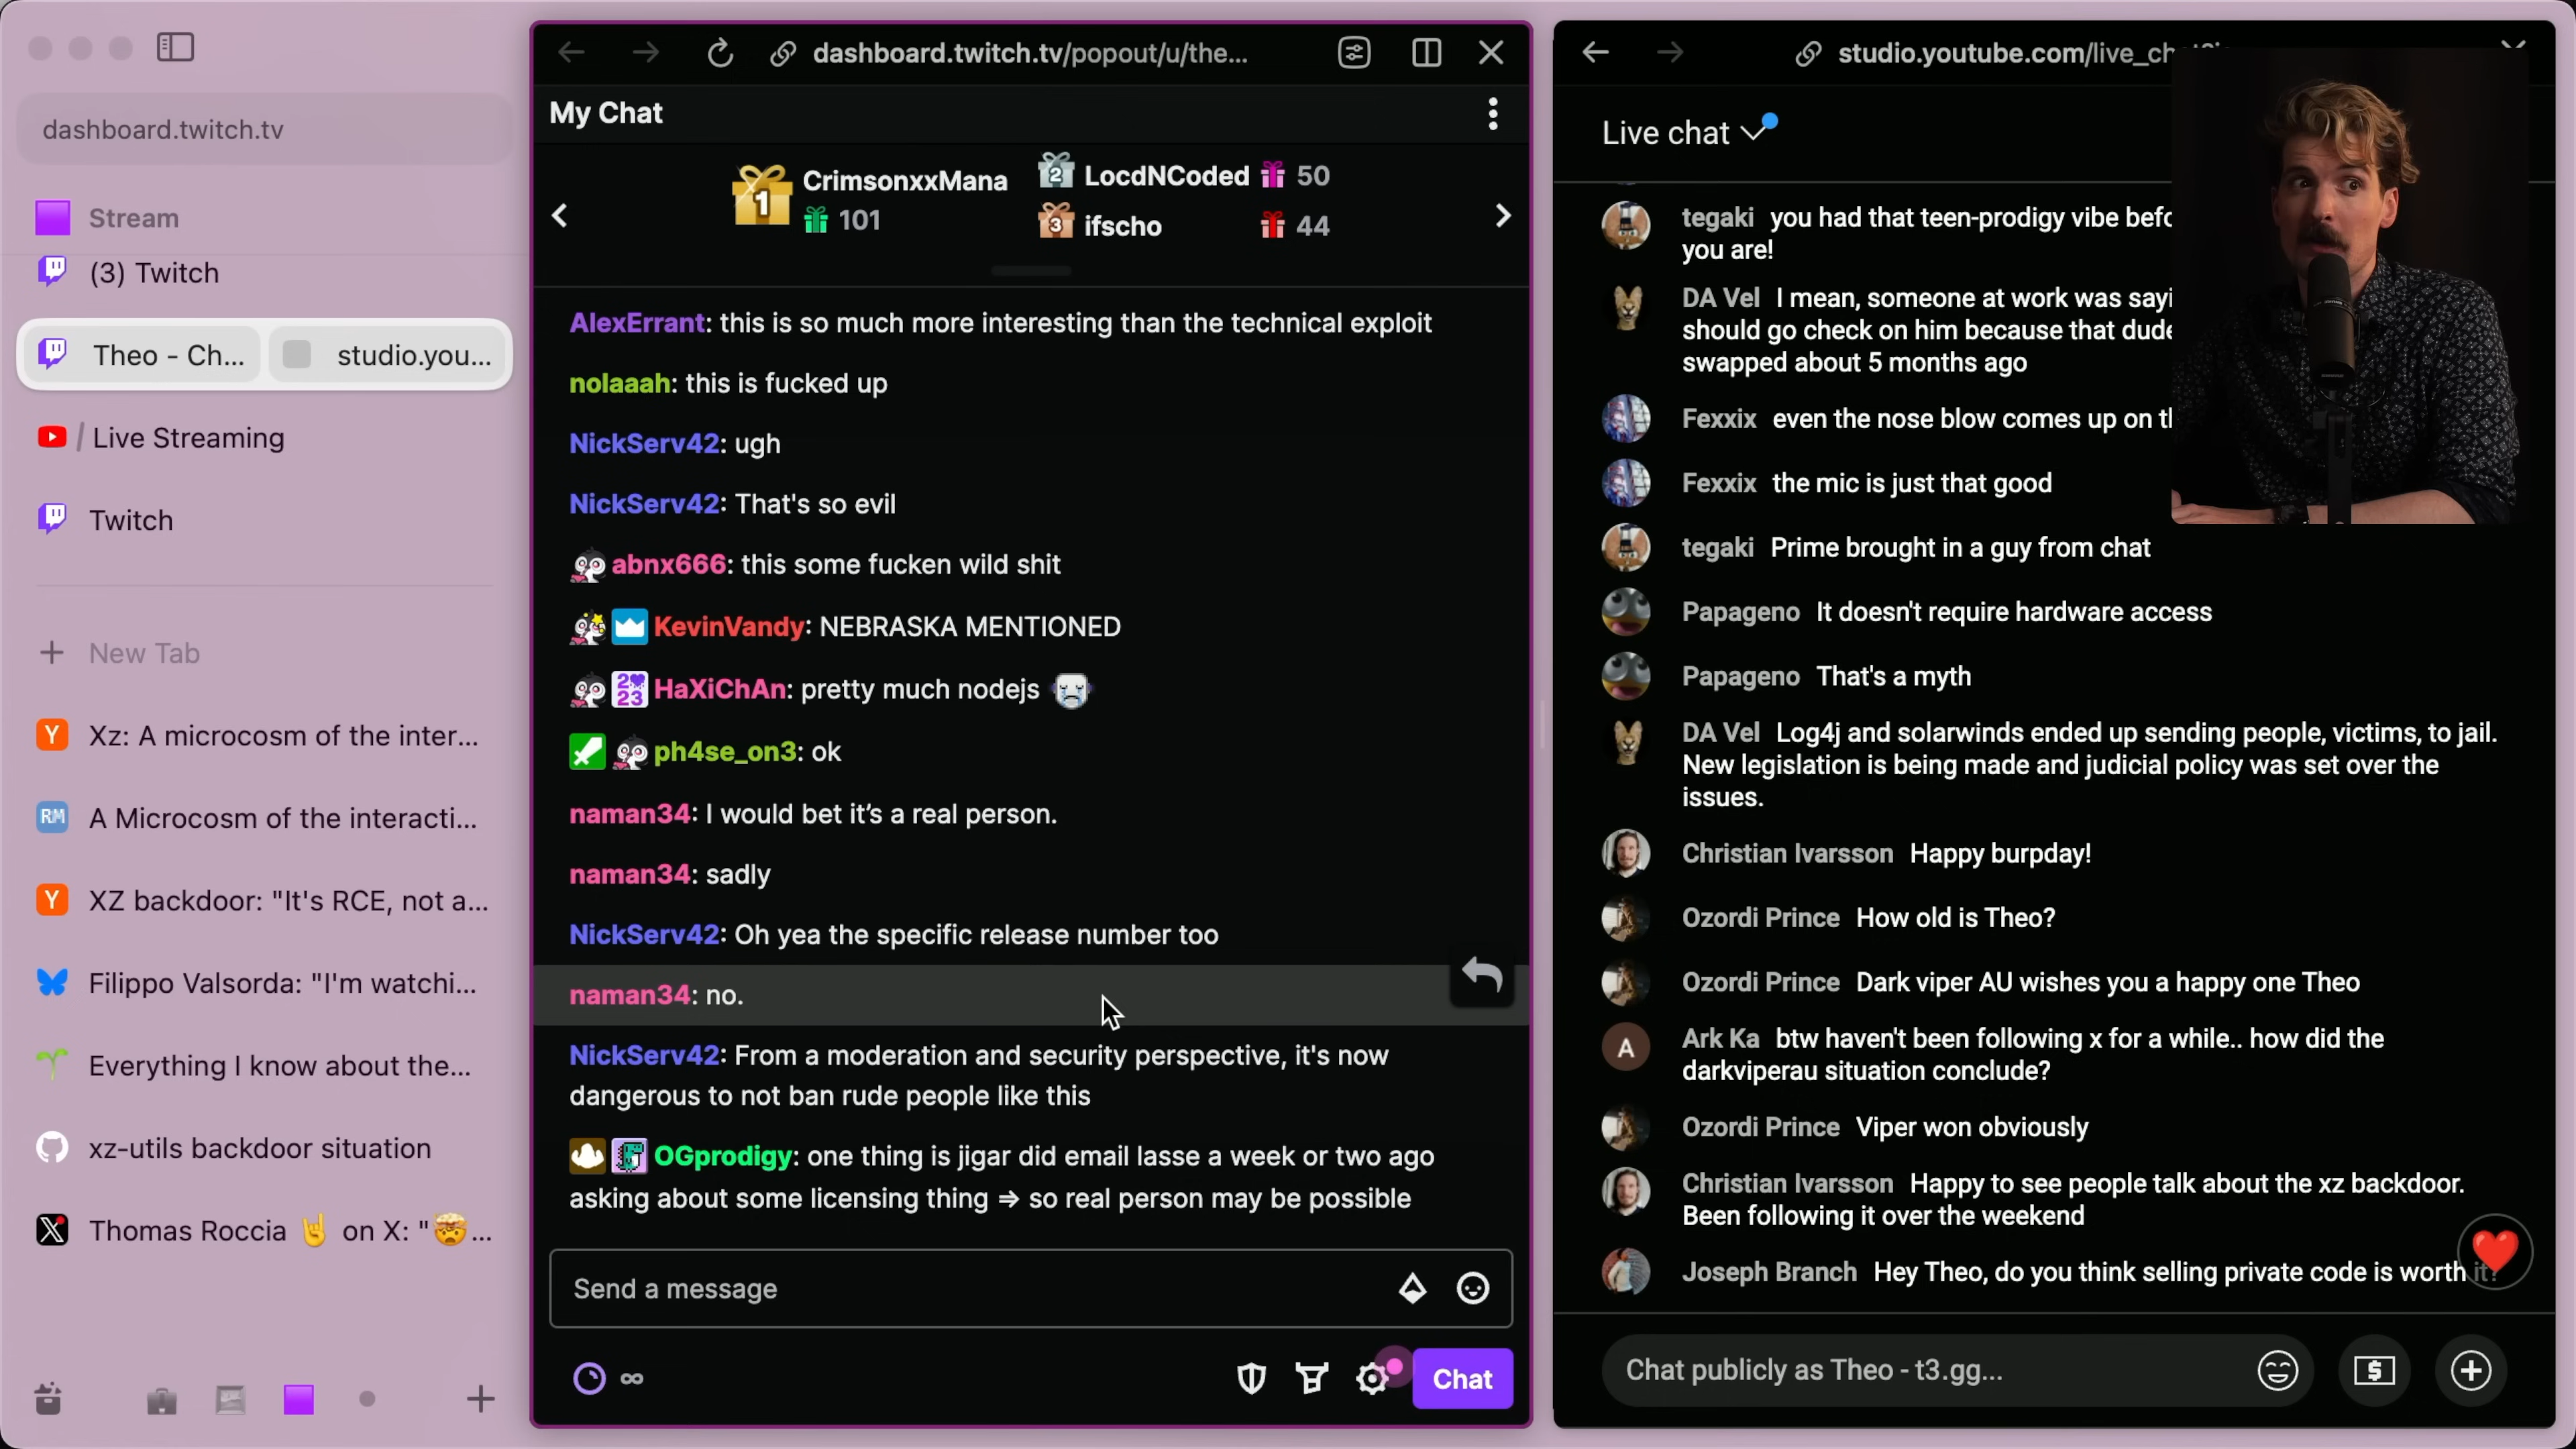 dashboard.twitch.tv
Stream
(3) Twitch
Theo - Ch...
studio.you...
/ Live Streaming
Twitch
New Tab
Xz: A microcosm of the inter...
A Microcosm of the interacti...
XZ backdoor: "It's RCE, not a...
Filippo Valsorda: "I'm watchi...
Everything I know about the...
xz-utils backdoor situation
Thomas Roccia 🤘 on X: "🤯...
dashboard.twitch.tv/popout/u/the...
My Chat
1 CrimsonxxMana
101
2 LocdNCoded 50
3 ifscho 44
AlexErrant: this is so much more interesting than the technical exploit
nolaaah: this is fucked up
NickServ42: ugh
NickServ42: That's so evil
abnx666: this some fucken wild shit
KevinVandy: NEBRASKA MENTIONED
HaXiChAn: pretty much nodejs
ph4se_on3: ok
naman34: I would bet it's a real person.
naman34: sadly
NickServ42: Oh yea the specific release number too
naman34: no.
NickServ42: From a moderation and security perspective, it's now
dangerous to not ban rude people like this
OGprodigy: one thing is jigar did email lasse a week or two ago
asking about some licensing thing ⇒ so real person may be possible
Send a message
Chat
studio.youtube.com/live_ch
Live chat
tegaki you had that teen-prodigy vibe befo
you are!
DA Vel I mean, someone at work was sayi
should go check on him because that dude
swapped about 5 months ago
Fexxix even the nose blow comes up on th
Fexxix the mic is just that good
tegaki Prime brought in a guy from chat
Papageno It doesn't require hardware access
Papageno That's a myth
DA Vel Log4j and solarwinds ended up sending people, victims, to jail.
New legislation is being made and judicial policy was set over the
issues.
Christian Ivarsson Happy burpday!
Ozordi Prince How old is Theo?
Ozordi Prince Dark viper AU wishes you a happy one Theo
A Ark Ka btw haven't been following x for a while.. how did the
darkviperau situation conclude?
Ozordi Prince Viper won obviously
Christian Ivarsson Happy to see people talk about the xz backdoor.
Been following it over the weekend
Joseph Branch Hey Theo, do you think selling private code is worth it?
Chat publicly as Theo - t3.gg...